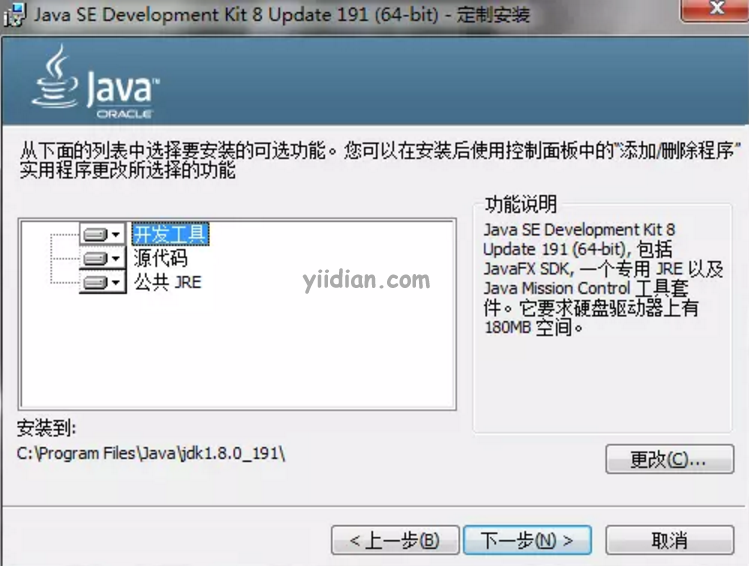 Java SE Development Kit 8 Update 191 (64-bit) - 定制安装
Java™
ORACLE
从下面的列表中选择要安装的可选功能。您可以在安装后使用控制面板中的"添加/删除程序"
实用程序更改所选择的功能
开发工具
源代码
公共 JRE
yiidian.com
功能说明
Java SE Development Kit 8
Update 191 (64-bit), 包括
JavaFX SDK, 一个专用 JRE 以及
Java Mission Control 工具套
件。它要求硬盘驱动器上有
180MB 空间。
安装到:
C:\Program Files\Java\jdk1.8.0_191\
更改(C)...
< 上一步(B)
下一步(N) >
取消